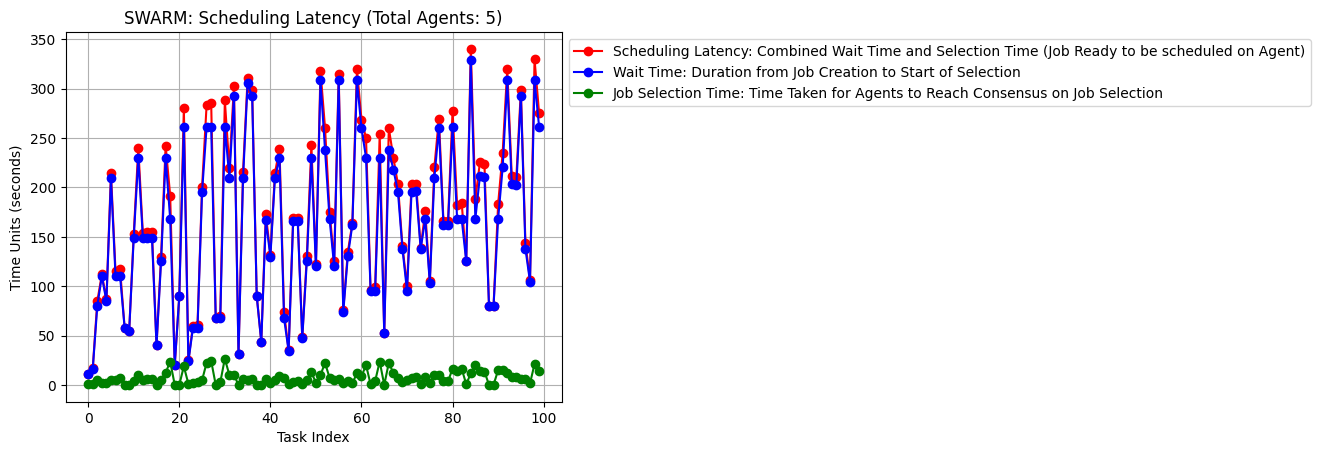 SWARM: Scheduling Latency (Total Agents: 5)
350
300
250
200
150
100
50
0
Time Units (seconds)
0 20 40 60 80 100
Task Index
Scheduling Latency: Combined Wait Time and Selection Time (Job Ready to be scheduled on Agent)
Wait Time: Duration from Job Creation to Start of Selection
Job Selection Time: Time Taken for Agents to Reach Consensus on Job Selection